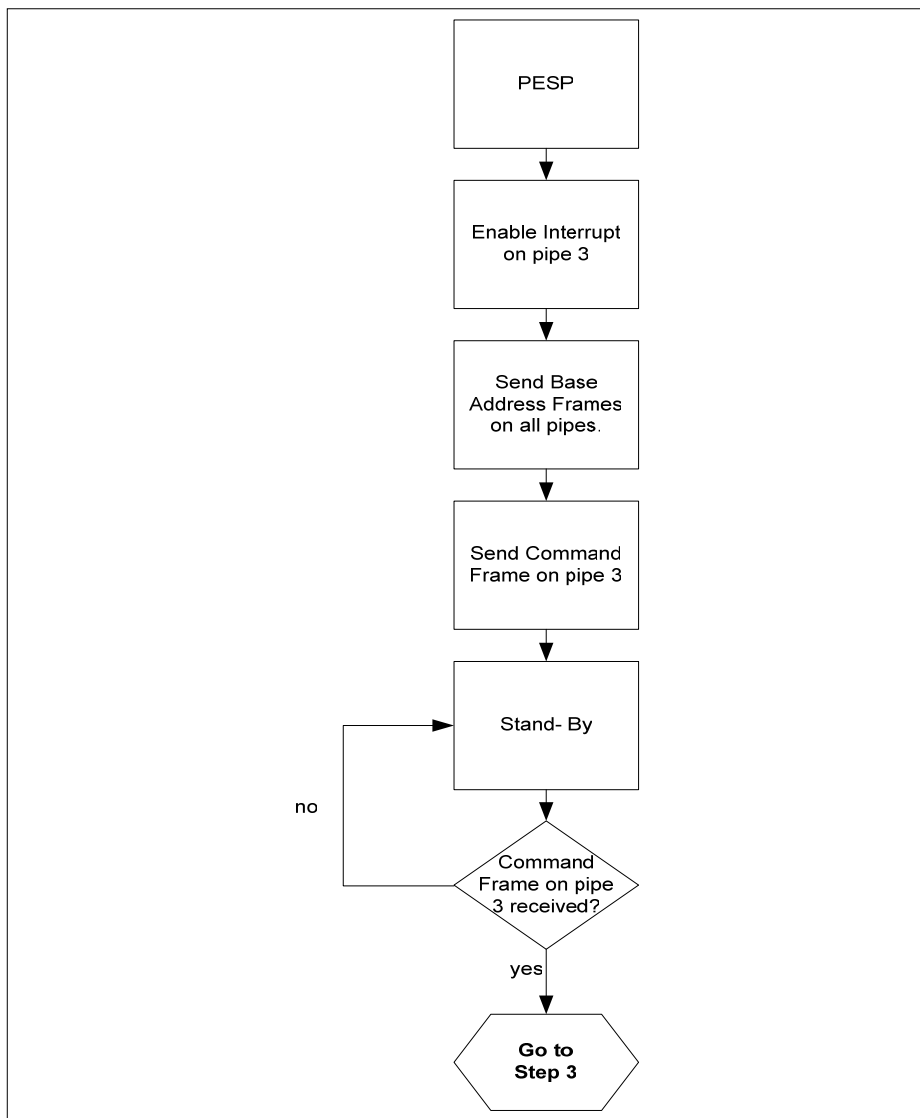 PESP
Enable Interrupt
on pipe 3
Send Base
Address Frames
on all pipes.
Send Command
Frame on pipe 3
Stand- By
no
Command
Frame on pipe
3 received?
yes
Go to
Step 3